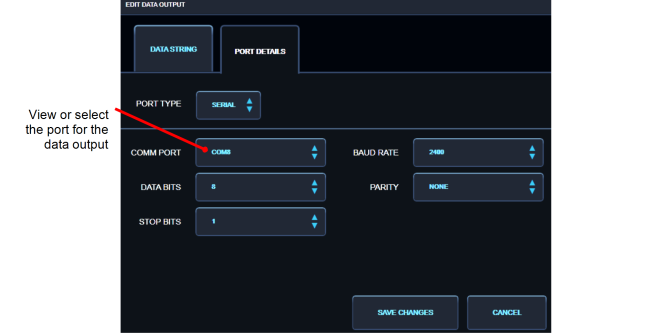 EDIT DATA OUTPUT
DATA STRING
PORT DETAILS
PORT TYPE
SERIAL
View or select
the port for the
data output
COMM PORT
COM8
BAUD RATE
2400
DATA BITS
8
PARITY
NONE
STOP BITS
1
SAVE CHANGES
CANCEL